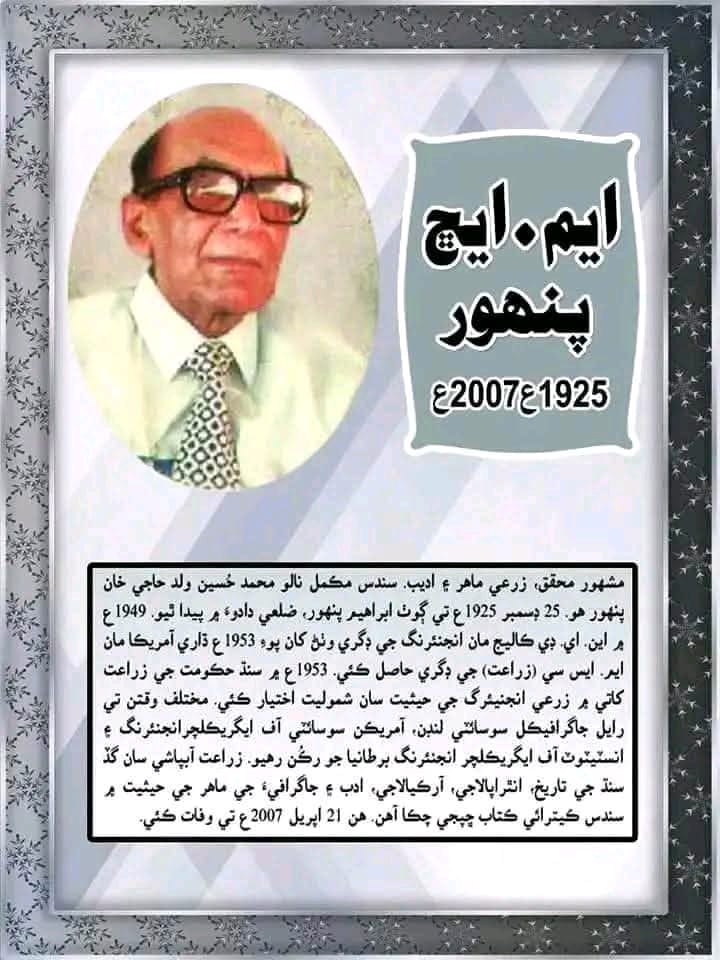 ايم.ايڇ
پنهور
1925ع2007ع
مشهور محقق، زرعي ماهر ۽ اديب. سندس مڪمل نالو محمد حُسين ولد حاجي خان
پنهور هو. 25 ڊسمبر 1925ع تي ڳوٺ ابراهيم پنهور، ضلعي دادوءَ ۾ پيدا ٿيو. 1949ع
۾ اين. اي. ڊي ڪاليج مان انجنئرنگ جي ڊگري وٺڻ کان پوءِ 1953ع ڌاري آمريڪا مان
ايم. ايس سي (زراعت) جي ڊگري حاصل ڪئي. 1953ع ۾ سنڌ حڪومت جي زراعت
کاتي ۾ زرعي انجنيئرگ جي حيثيت سان شموليت اختيار ڪئي. مختلف وقتن تي
رايل جاگرافيڪل سوسائٽي لنڊن، آمريڪن سوسائٽي آف ايگريڪلچرانجنئرنگ ۽
انسٽيٽوٽ آف ايگريڪلچر انجنئرنگ برطانيا جو رڪُن رهيو. زراعت آبپاشي سان گڏ
سنڌ جي تاريخ، انٿراپالاجي، آرڪيالاجي، ادب ۽ جاگرافيءَ جي ماهر جي حيثيت ۾
سندس ڪيترائي ڪتاب ڇپجي چڪا آهن. هن 21 اپريل 2007ع تي وفات ڪئي.